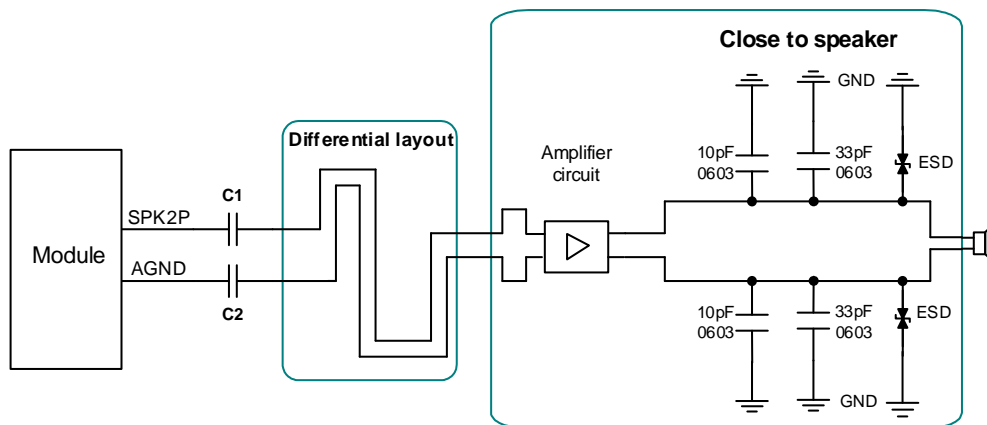 Close to speaker
GND
Differential layout
Amplifier
circuit
10pF
0603
33pF
0603
ESD
C1
SPK2P
Module
AGND
C2
10pF
0603
33pF
0603
ESD
GND